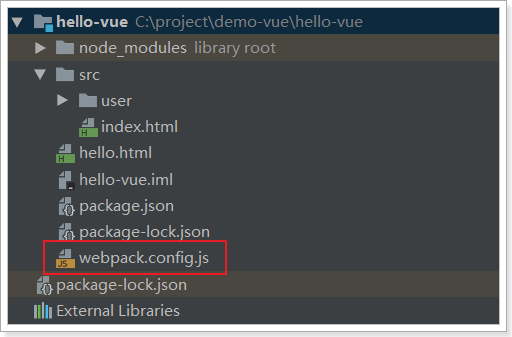 hello-vue C:\project\demo-vue\hello-vue
node_modules library root
src
user
index.html
hello.html
hello-vue.iml
package.json
package-lock.json
webpack.config.js
package-lock.json
External Libraries